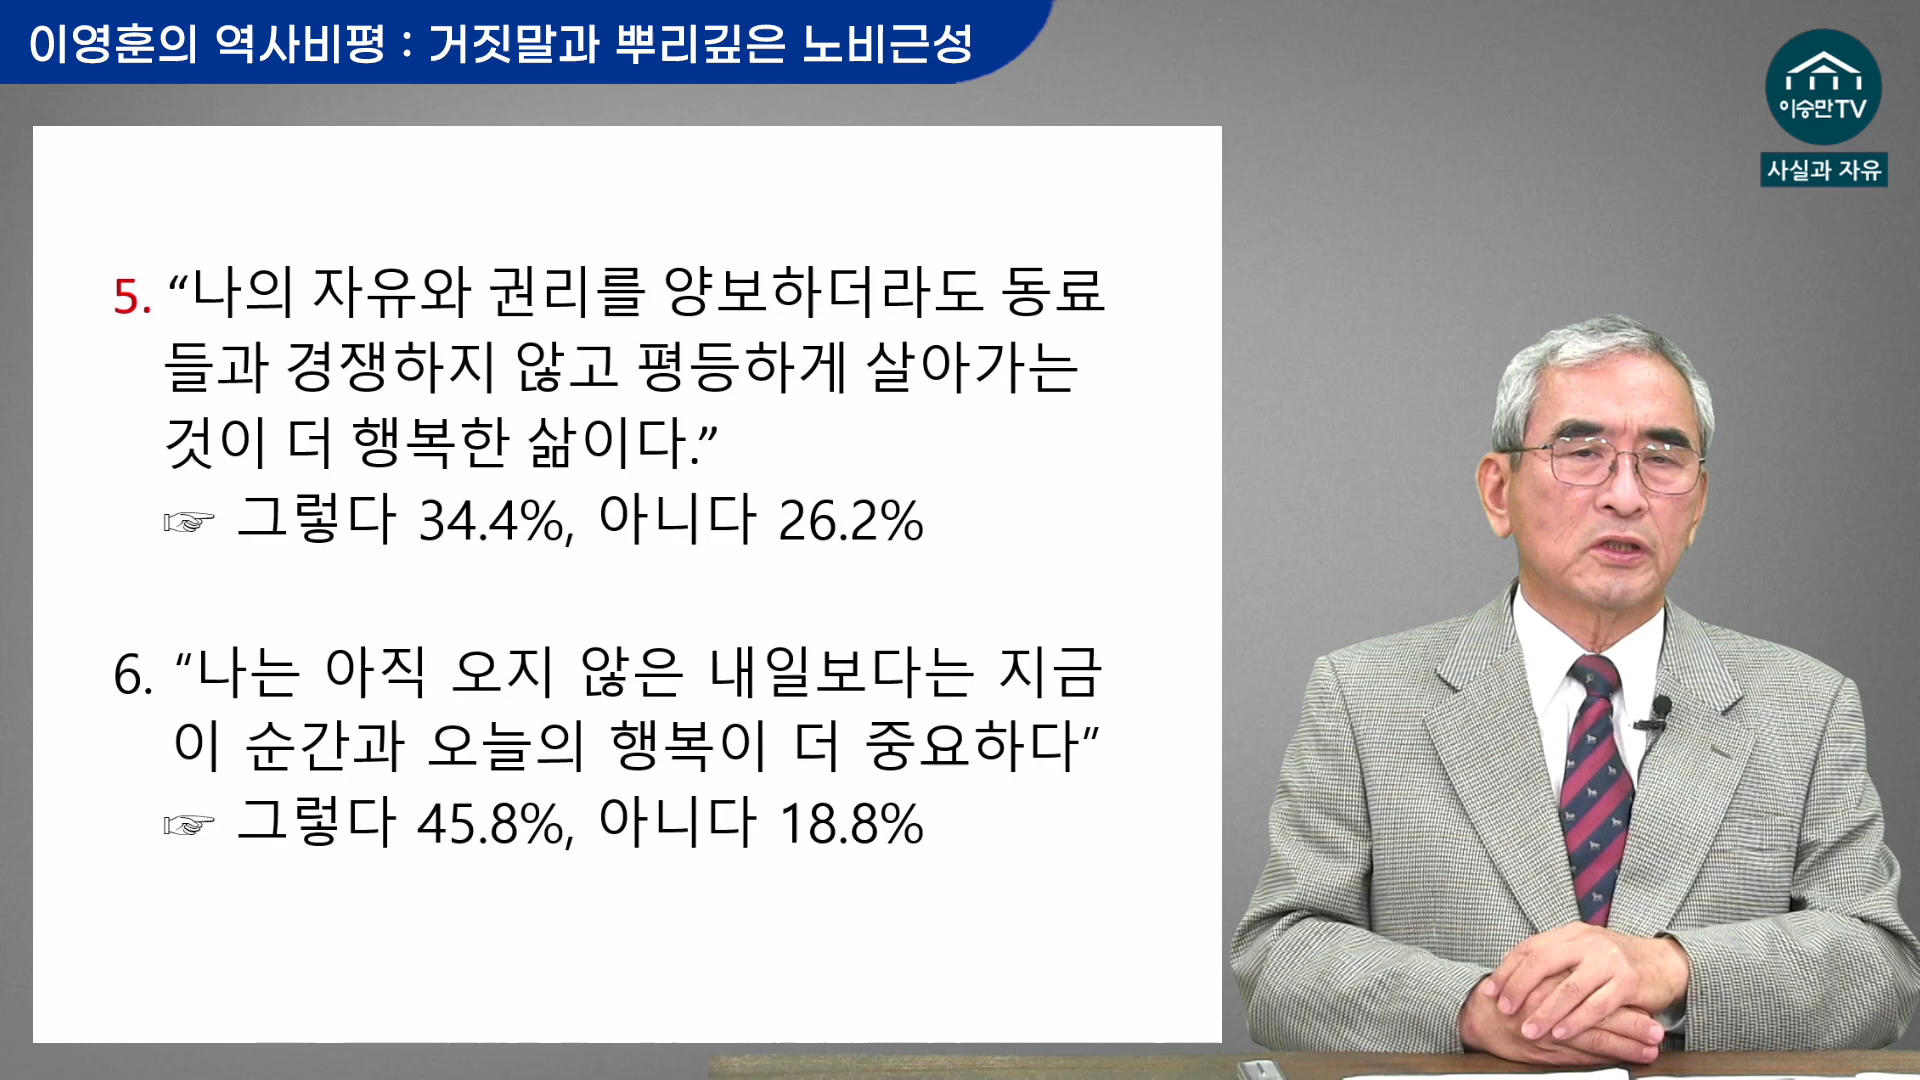 이영훈의 역사비평 : 거짓말과 뿌리깊은 노비근성
이승만TV
사실과 자유
5. “나의 자유와 권리를 양보하더라도 동료
들과 경쟁하지 않고 평등하게 살아가는
것이 더 행복한 삶이다.”
☞ 그렇다 34.4%, 아니다 26.2%
6. “나는 아직 오지 않은 내일보다는 지금
이 순간과 오늘의 행복이 더 중요하다”
☞ 그렇다 45.8%, 아니다 18.8%